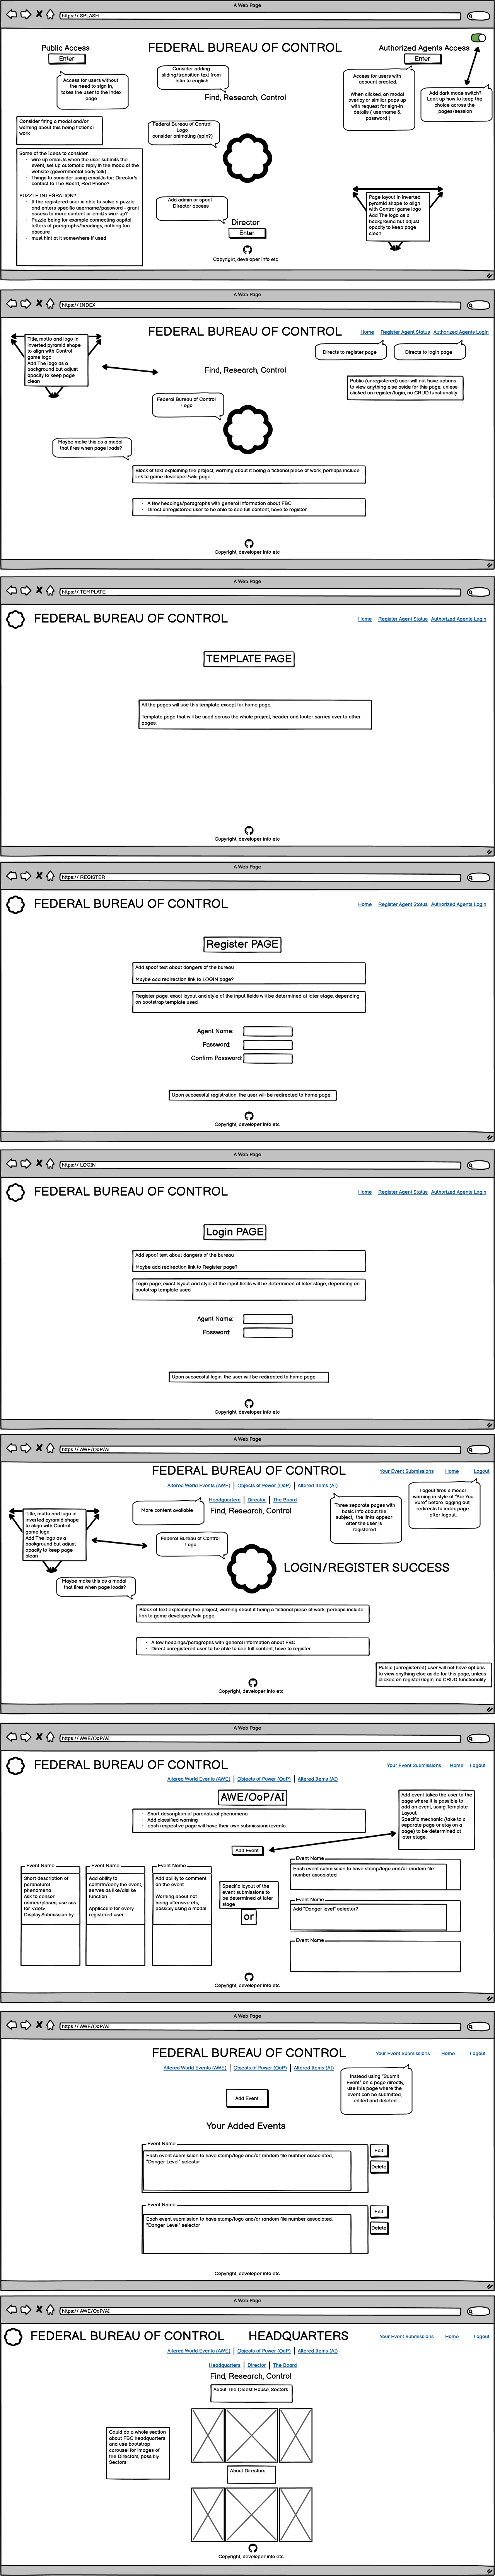 A Web Page
https:// SPLASH
Public Access
Enter
FEDERAL BUREAU OF CONTROL
Authorized Agents Access
Enter
Access for users without
the need to sign in,
takes the user to the index
page
Consider adding
sliding/transition text from
latin to english
Find, Research, Control
Access for users with
account created.
When clicked, an modal
overlay or similar pops up
with request for sign-in
details ( username &
password )
Add dark mode switch?
Look up how to keep the
choice across the
pages/session
Consider firing a modal and/or
warning about this being fictional
work
Federal Bureau of Control
Logo,
consider animating (spin?)
Some of the Ideas to consider:
- wire up emailJs when the user submits the
event, set up automatic reply in the mood of the
website (governmental body talk)
- Things to consider using emailJs for: Director's
contact to The Board, Red Phone?
PUZZLE INTEGRATION?
- If the registered user is able to solve a puzzle
and enters specific username/password - grant
access to more content or emailJs wire-up?
- Puzzle being for example connecting capital
letters of paragraphs/headings, nothing too
obscure
- must hint at it somewhere if used
Add admin or spoof
Director access
Director
Enter
Page layout in inverted
pyramid shape to align
with Control game logo
Add The logo as a
background but adjust
opacity to keep page
clean
Copyright, developer info etc
A Web Page
https:// INDEX
FEDERAL BUREAU OF CONTROL
Home
Register Agent Status
Authorized Agents Login
Title, motto and logo in
inverted pyramid shape
to align with Control
game logo
Add The logo as a
background but adjust
opacity to keep page
clean
Directs to register page
Directs to login page
Find, Research, Control
Public (unregistered) user will not have options
to view anything else aside for this page, unless
clicked on register/login, no CRUD functionality
Federal Bureau of Control
Logo
Maybe make this as a modal
that fires when page loads?
Block of text explaining the project, warning about it being a fictional piece of work, perhaps include
link to game developer/wiki page
- A few headings/paragraphs with general information about FBC
- Direct unregistered user to be able to see full content, have to register
Copyright, developer info etc
A Web Page
https:// TEMPLATE
FEDERAL BUREAU OF CONTROL
Home
Register Agent Status
Authorized Agents Login
TEMPLATE PAGE
All the pages will use this template except for home page.
Template page that will be used across the whole project, header and footer carries over to other
pages.
Copyright, developer info etc
A Web Page
https:// REGISTER
FEDERAL BUREAU OF CONTROL
Home
Register Agent Status
Authorized Agents Login
Register PAGE
Add spoof text about dangers of the bureau
Maybe add redirection link to LOGIN page?
Register page, exact layout and style of the input fields will be determined at later stage, depending
on bootstrap template used
Agent Name:
Password:
Confirm Password:
Upon successful registration, the user will be redirected to home page
Copyright, developer info etc
A Web Page
https:// LOGIN
FEDERAL BUREAU OF CONTROL
Home
Register Agent Status
Authorized Agents Login
Login PAGE
Add spoof text about dangers of the bureau
Maybe add redirection link to Register page?
Login page, exact layout and style of the input fields will be determined at later stage, depending on
bootstrap template used
Agent Name:
Password:
Upon successful login, the user will be redirected to home page
Copyright, developer info etc
A Web Page
https:// AWE/OoP/AI
FEDERAL BUREAU OF CONTROL
Your Event Submissions
Home
Logout
Altered World Events (AWE)
Objects of Power (OoP)
Altered Items (AI)
Headquarters
Director
The Board
More content available
Find, Research, Control
Three separate pages with
basic info about the
subject, the links appear
after the user is
registered.
Logout fires a modal
warning in style of "Are You
Sure" before logging out,
redirects to index page
after logout.
Title, motto and logo in
inverted pyramid shape
to align with Control
game logo
Add The logo as a
background but adjust
opacity to keep page
clean
Federal Bureau of Control
Logo
LOGIN/REGISTER SUCCESS
Maybe make this as a modal
that fires when page loads?
Block of text explaining the project, warning about it being a fictional piece of work, perhaps include
link to game developer/wiki page
- A few headings/paragraphs with general information about FBC
- Direct unregistered user to be able to see full content, have to register
Public (unregistered) user will not have options
to view anything else aside for this page, unless
clicked on register/login, no CRUD functionality
Copyright, developer info etc
A Web Page
https:// AWE/OoP/AI
FEDERAL BUREAU OF CONTROL
Your Event Submissions
Home
Logout
Altered World Events (AWE)
Objects of Power (OoP)
Altered Items (AI)
AWE/OoP/AI
- Short description of paranatural phenomena
- Add classified warning
- each respective page will have their own submissions/events
Add event takes the user to the
page where it is possible to
add an event, using Template
Layout.
Specific mechanic (take to a
separate page or stay on a
page) to be determined at
later stage.
Add Event
Event Name
Short description of
paranatural
phenomena
Ask to censor
names/places, use css
for <del>
Display Submission by:
Event Name
Add ability to
confirm/deny the event,
serves as like/dislike
function
Applicable for every
registered user
Event Name
Add ability to comment
on the event
Warning about not
being offensive etc,
possibly using a modal
Specific layout of the
event submissions to
be determined at later
stage
or
Event Name
Each event submission to have stamp/logo and/or random file
number associated
Event Name
Add "Danger level" selector?
Event Name
Copyright, developer info etc
A Web Page
https:// AWE/OoP/AI
FEDERAL BUREAU OF CONTROL
Your Event Submissions
Home
Logout
Altered World Events (AWE)
Objects of Power (OoP)
Altered Items (AI)
Instead using "Submit
Event" on a page directly,
use this page where the
event can be submitted,
edited and deleted
Add Event
Your Added Events
Event Name
Each event submission to have stamp/logo and/or random file number associated,
"Danger Level" selector
Edit
Delete
Event Name
Each event submission to have stamp/logo and/or random file number associated,
"Danger Level" selector
Edit
Delete
Copyright, developer info etc
A Web Page
https:// AWE/OoP/AI
FEDERAL BUREAU OF CONTROL
HEADQUARTERS
Your Event Submissions
Home
Logout
Altered World Events (AWE)
Objects of Power (OoP)
Altered Items (AI)
Headquarters
Director
The Board
Find, Research, Control
About The Oldest House, Sectors
Could do a whole section
about FBC headquarters
and use bootstrap
carousel for images of
the Directors, possibly
Sectors
About Directors
Copyright, developer info etc